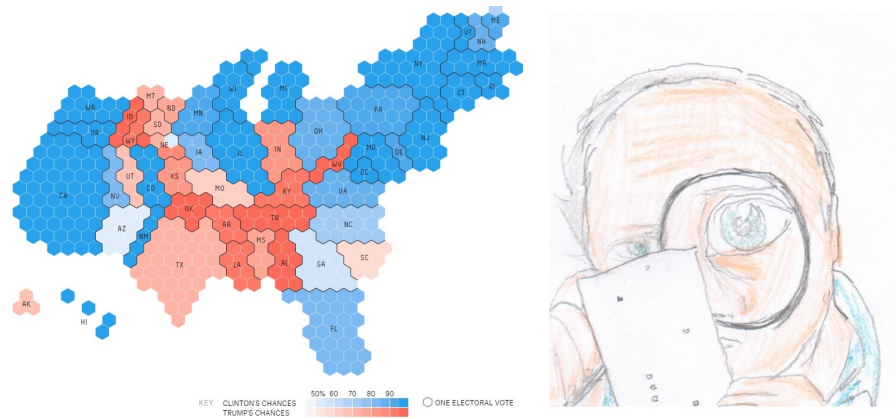 ME
VT
NH
NY
MA
CT
RI
WI
MI
MT
ND
ID
SD
WA
MN
PA
OR
OH
NJ
WY
NE
IA
IL
IN
MD
DE
WV
DC
UT
CO
KS
MO
KY
VA
CA
NV
OK
TN
NC
AZ
NM
AR
MS
TX
LA
AL
GA
SC
AK
HI
FL
50% 60 70 80 90
KEY CLINTON'S CHANCES
TRUMP'S CHANCES
ONE ELECTORAL VOTE